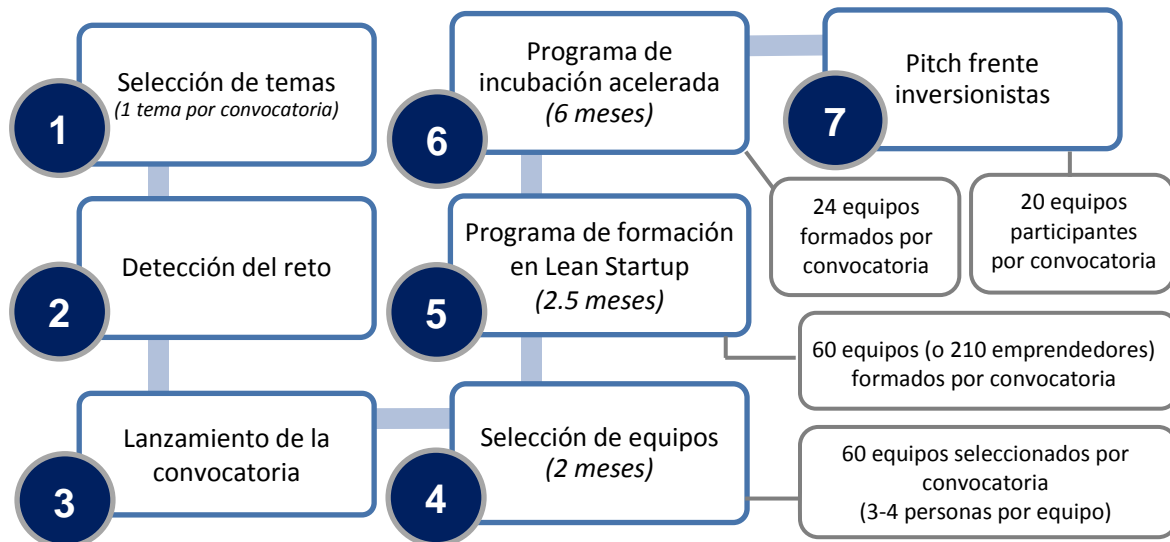 1
Selección de temas
(1 tema por convocatoria)
2
Detección del reto
3
Lanzamiento de la
convocatoria
4
Selección de equipos
(2 meses)
60 equipos seleccionados por
convocatoria
(3-4 personas por equipo)
5
Programa de formación
en Lean Startup
(2.5 meses)
60 equipos (o 210 emprendedores)
formados por convocatoria
6
Programa de
incubación acelerada
(6 meses)
24 equipos
formados por
convocatoria
7
Pitch frente
inversionistas
20 equipos
participantes
por convocatoria